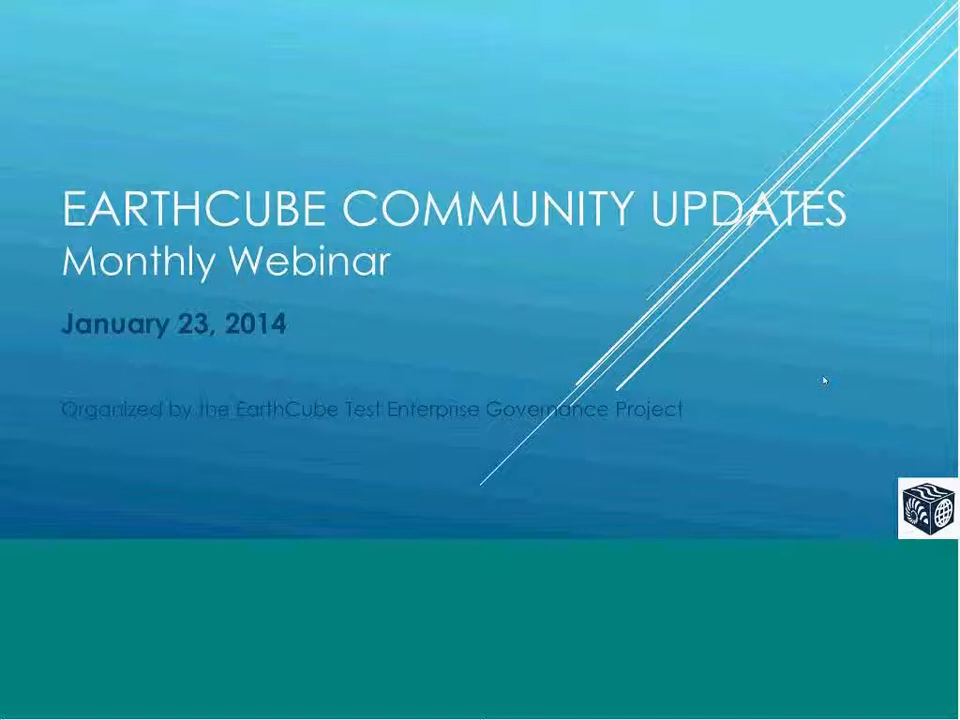 EARTHCUBE COMMUNITY UPDATES
Monthly Webinar
January 23, 2014
Organized by the EarthCube Test Enterprise Governance Project